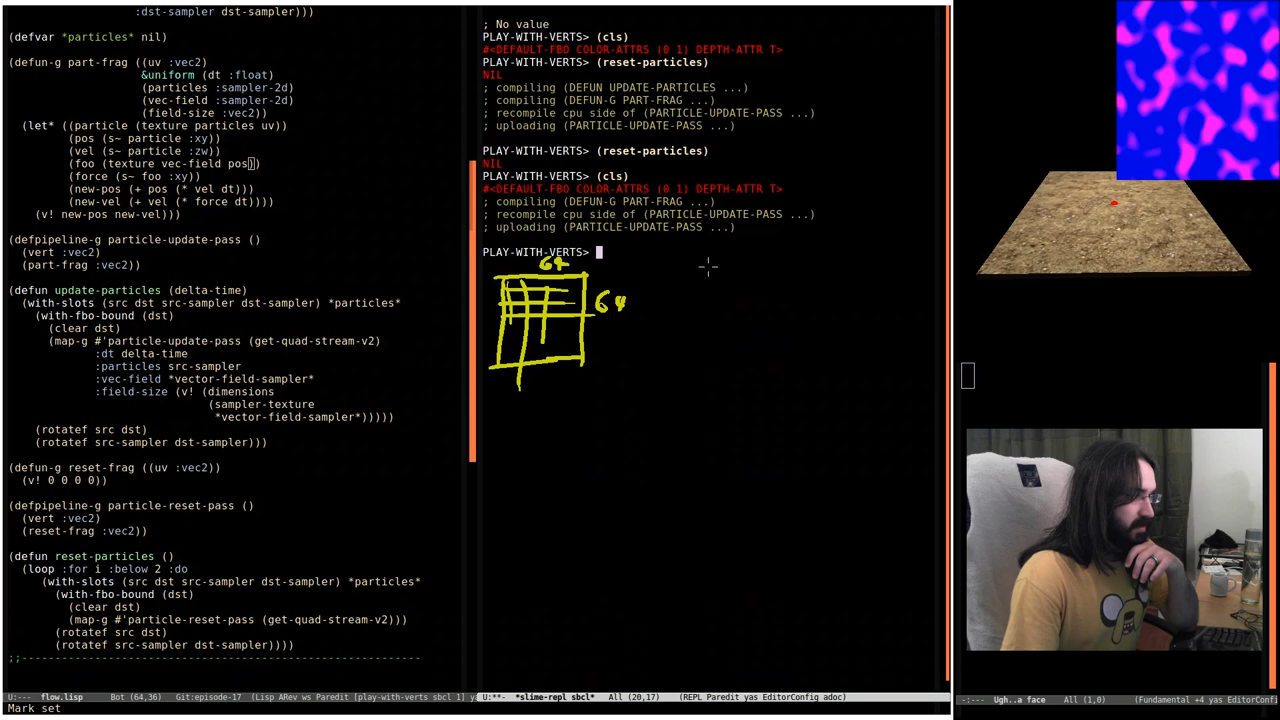 :dst-sampler dst-sampler)))
(defvar *particles* nil)
(defun-g part-frag ((uv :vec2)
&uniform (dt :float)
(particles :sampler-2d)
(vec-field :sampler-2d)
(field-size :vec2))
(let* ((particle (texture particles uv))
(pos (s~ particle :xy))
(vel (s~ particle :zw))
(foo (texture vec-field pos))
(force (s~ foo :xy))
(new-pos (+ pos (* vel dt)))
(new-vel (+ vel (* force dt))))
(v! new-pos new-vel)))
(defpipeline-g particle-update-pass ()
(vert :vec2)
(part-frag :vec2))
(defun update-particles (delta-time)
(with-slots (src dst src-sampler dst-sampler) *particles*
(with-fbo-bound (dst)
(clear dst)
(map-g #'particle-update-pass (get-quad-stream-v2)
:dt delta-time
:particles src-sampler
:vec-field *vector-field-sampler*
:field-size (v! (dimensions
(sampler-texture
*vector-field-sampler*)))))
(rotatef src dst)
(rotatef src-sampler dst-sampler)))
(defun-g reset-frag ((uv :vec2))
(v! 0 0 0 0))
(defpipeline-g particle-reset-pass ()
(vert :vec2)
(reset-frag :vec2))
(defun reset-particles ()
(loop :for i :below 2 :do
(with-slots (src dst src-sampler dst-sampler) *particles*
(with-fbo-bound (dst)
(clear dst)
(map-g #'particle-reset-pass (get-quad-stream-v2)))
(rotatef src dst)
(rotatef src-sampler dst-sampler))))
;;------------------------------------------------------------
U:--- flow.lisp Bot (64,36) Git:episode-17 (Lisp ARev ws Paredit [play-with-verts sbcl 1] ya
Mark set
; No value
PLAY-WITH-VERTS> (cls)
#<DEFAULT-FBO COLOR-ATTRS (0 1) DEPTH-ATTR T>
PLAY-WITH-VERTS> (reset-particles)
NIL
; compiling (DEFUN UPDATE-PARTICLES ...)
; compiling (DEFUN-G PART-FRAG ...)
; recompile cpu side of (PARTICLE-UPDATE-PASS ...)
; uploading (PARTICLE-UPDATE-PASS ...)
PLAY-WITH-VERTS> (reset-particles)
NIL
PLAY-WITH-VERTS> (cls)
#<DEFAULT-FBO COLOR-ATTRS (0 1) DEPTH-ATTR T>
; compiling (DEFUN-G PART-FRAG ...)
; recompile cpu side of (PARTICLE-UPDATE-PASS ...)
; uploading (PARTICLE-UPDATE-PASS ...)
PLAY-WITH-VERTS>
64
64
U:**- *slime-repl sbcl* All (20,17) (REPL Paredit yas EditorConfig adoc)
-:--- Ugh..a face All (1,0) (Fundamental +4 yas EditorConfi